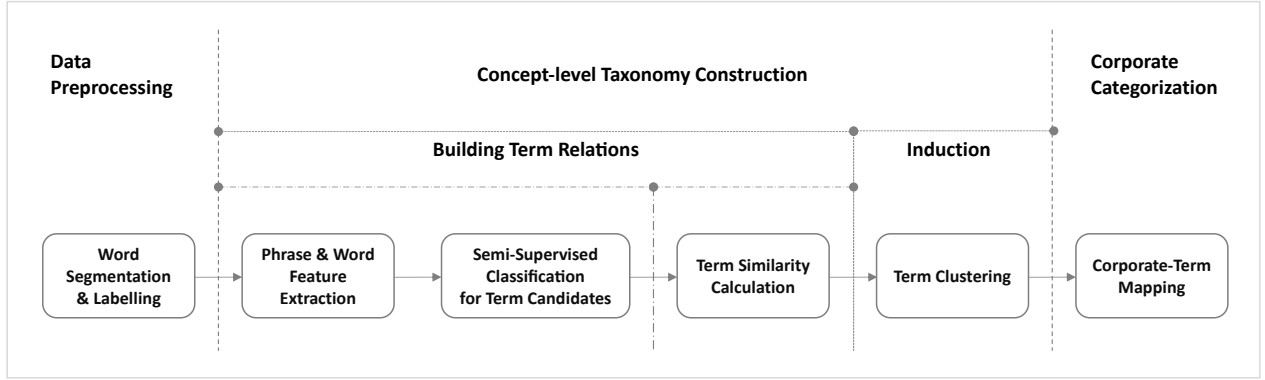 Data
Preprocessing
Concept-level Taxonomy Construction
Corporate
Categorization
Building Term Relations
Induction
Word
Segmentation
& Labelling
Phrase & Word
Feature
Extraction
Semi-Supervised
Classification
for Term Candidates
Term Similarity
Calculation
Term Clustering
Corporate-Term
Mapping